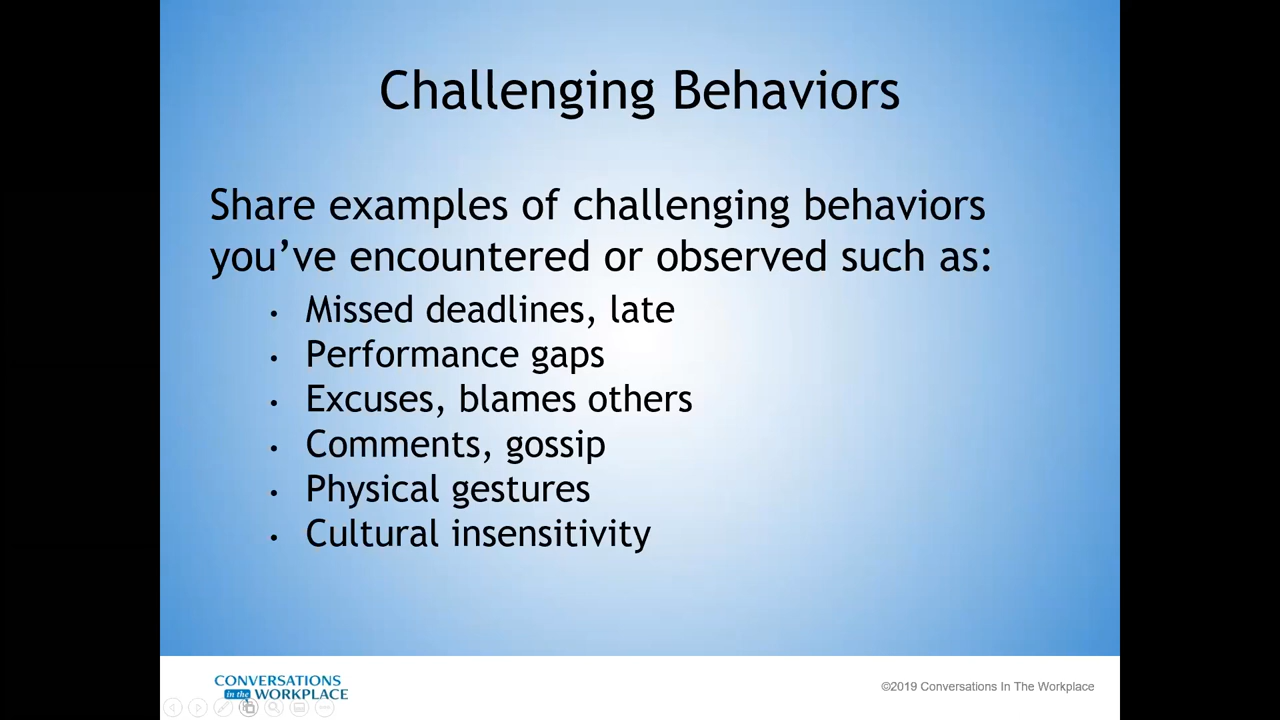 Challenging Behaviors
Share examples of challenging behaviors
you’ve encountered or observed such as:
• Missed deadlines, late
• Performance gaps
• Excuses, blames others
• Comments, gossip
• Physical gestures
• Cultural insensitivity
CONVERSATIONS
in the WORKPLACE
©2019 Conversations In The Workplace